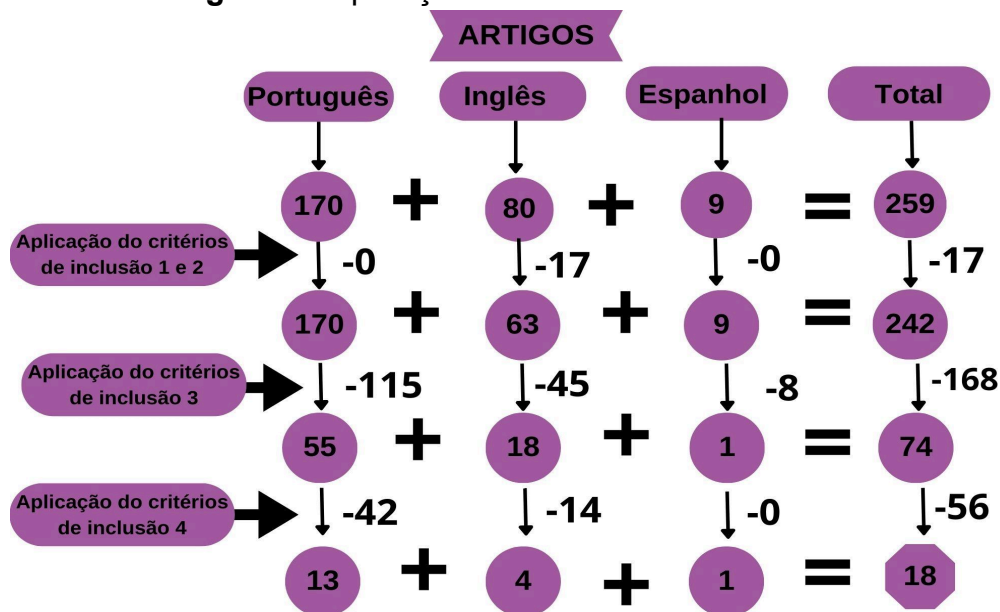 ARTIGOS
Português Inglês Espanhol Total
170 + 80 + 9 = 259
Aplicação do critérios
de inclusão 1 e 2
-0 -17 -0 -17
170 + 63 + 9 = 242
Aplicação do critérios
de inclusão 3
-115 -45 -8 -168
55 + 18 + 1 = 74
Aplicação do critérios
de inclusão 4
-42 -14 -0 -56
13 + 4 + 1 = 18